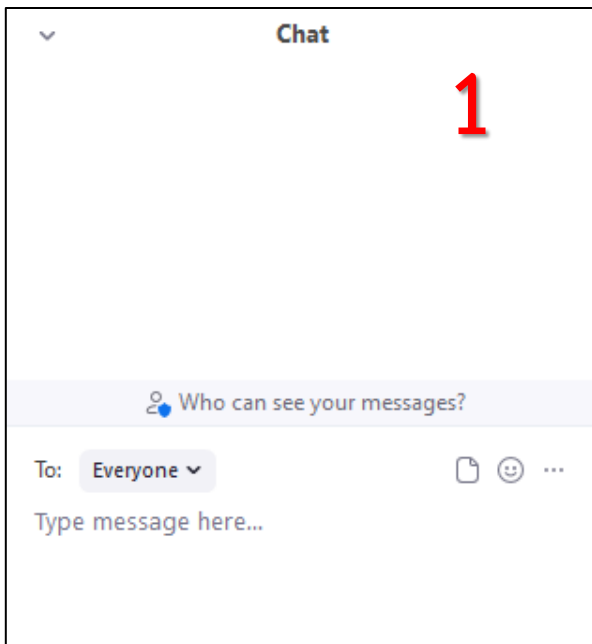 Chat
1
Who can see your messages?
To: Everyone
Type message here...